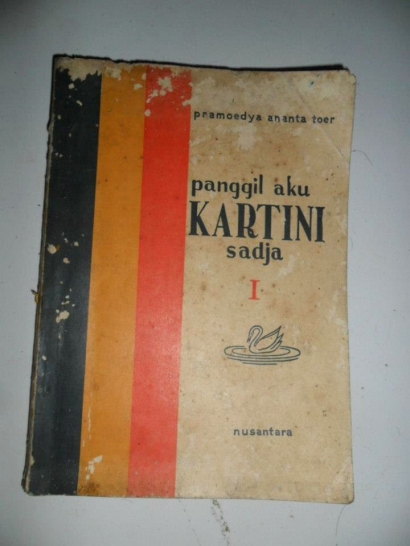 pramoedya ananta toer
panggil aku
KARTINI
sadja
I
nusantara